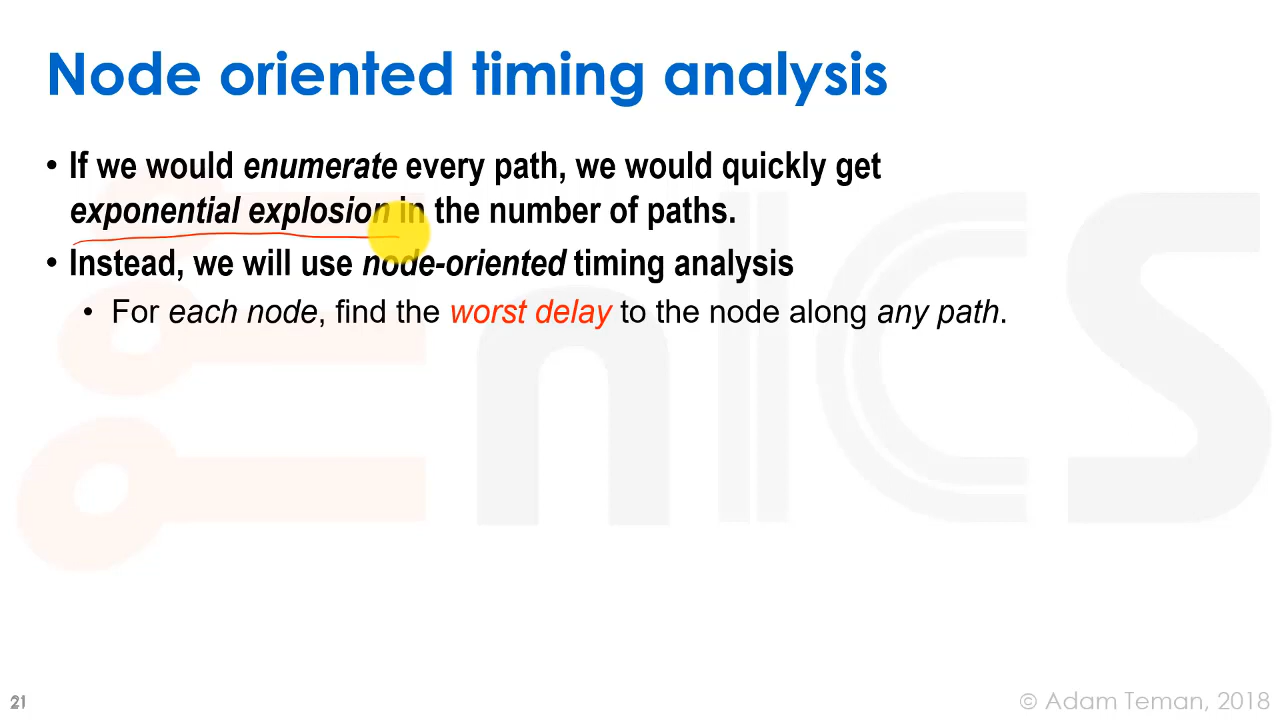 Node oriented timing analysis
• If we would enumerate every path, we would quickly get
exponential explosion in the number of paths.
• Instead, we will use node-oriented timing analysis
• For each node, find the worst delay to the node along any path.
EnICS
21
© Adam Teman, 2018